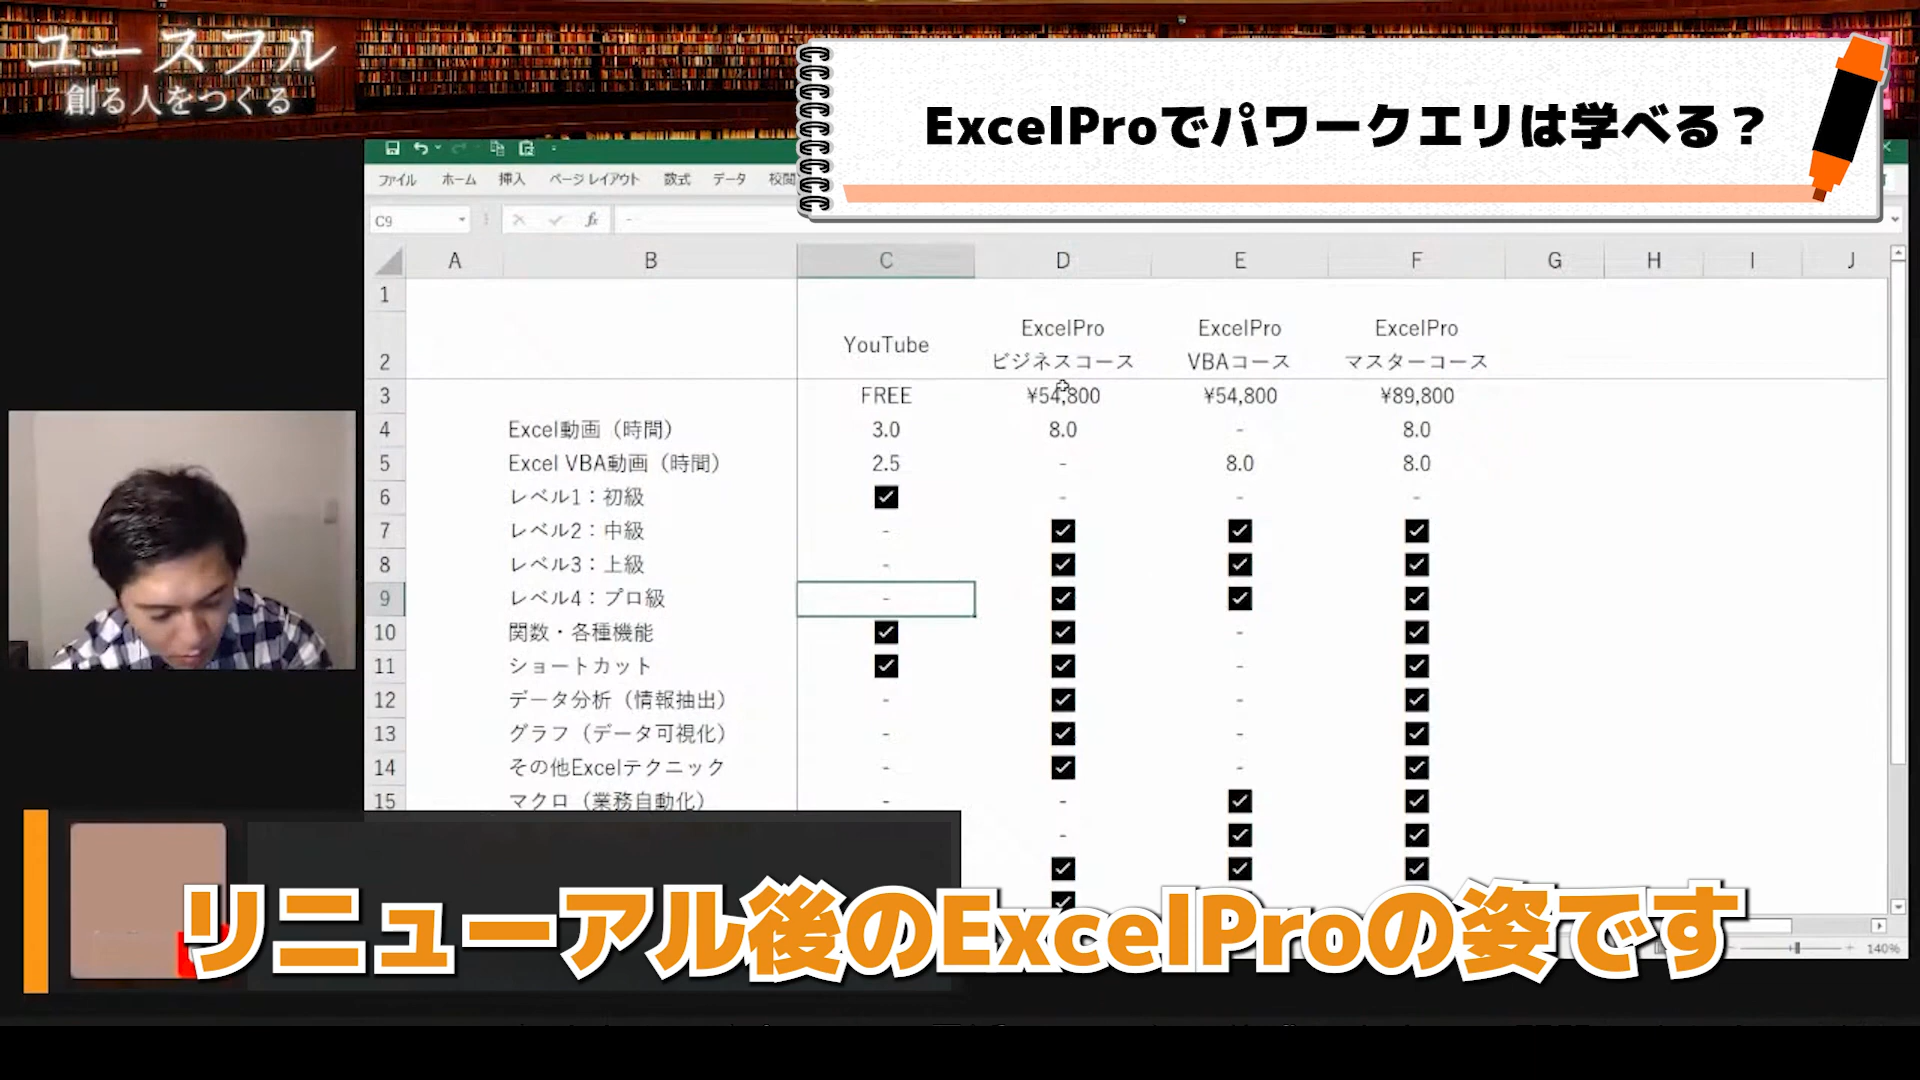 ユースフル
創る人をつくる
ExcelProでパワークエリは学べる？
ファイル ホーム 挿入 ページ レイアウト 数式 データ 校閲
C9 fx -
A B C D E F G H I J
1
YouTube ExcelPro ExcelPro ExcelPro
2 ビジネスコース VBAコース マスターコース
3 FREE ¥54,800 ¥54,800 ¥89,800
4 Excel動画（時間） 3.0 8.0 - 8.0
5 Excel VBA動画（時間） 2.5 - 8.0 8.0
6 レベル1：初級 ✓ - - -
7 レベル2：中級 - ✓ ✓ ✓
8 レベル3：上級 - ✓ ✓ ✓
9 レベル4：プロ級 - ✓ ✓ ✓
10 関数・各種機能 ✓ ✓ - ✓
11 ショートカット ✓ ✓ - ✓
12 データ分析（情報抽出） - ✓ - ✓
13 グラフ（データ可視化） - ✓ - ✓
14 その他Excelテクニック - ✓ - ✓
15 マクロ（業務自動化） - - ✓ ✓
- ✓ ✓
✓ ✓ ✓
リニューアル後のExcelProの姿です
140%